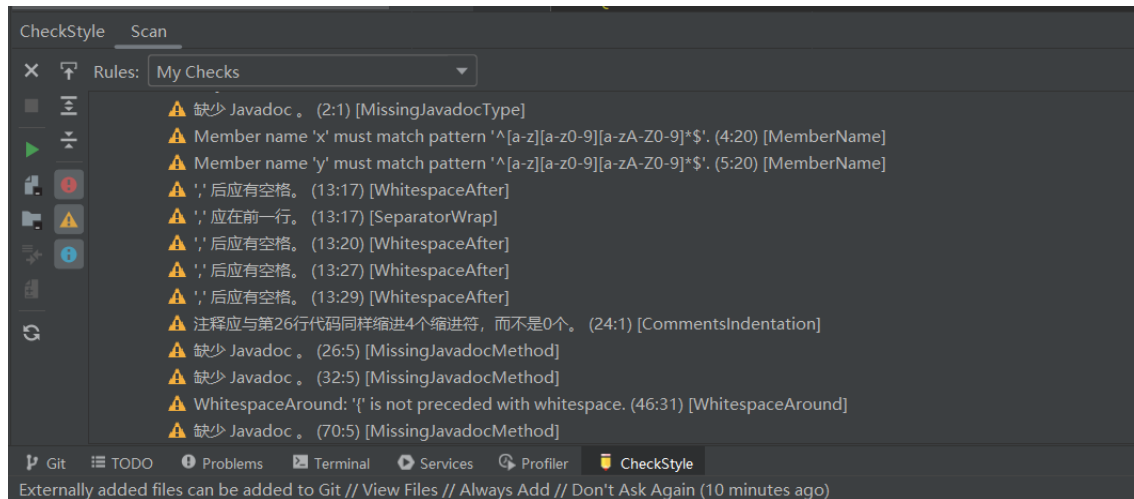 CheckStyle Scan
Rules: My Checks
缺少 Javadoc 。 (2:1) [MissingJavadocType]
Member name 'x' must match pattern '^[a-z][a-z0-9][a-zA-Z0-9]*$'. (4:20) [MemberName]
Member name 'y' must match pattern '^[a-z][a-z0-9][a-zA-Z0-9]*$'. (5:20) [MemberName]
',' 后应有空格。 (13:17) [WhitespaceAfter]
',' 应在前一行。 (13:17) [SeparatorWrap]
',' 后应有空格。 (13:20) [WhitespaceAfter]
',' 后应有空格。 (13:27) [WhitespaceAfter]
',' 后应有空格。 (13:29) [WhitespaceAfter]
注释应与第26行代码同样缩进4个缩进符，而不是0个。 (24:1) [CommentsIndentation]
缺少 Javadoc 。 (26:5) [MissingJavadocMethod]
缺少 Javadoc 。 (32:5) [MissingJavadocMethod]
WhitespaceAround: '{' is not preceded with whitespace. (46:31) [WhitespaceAround]
缺少 Javadoc 。 (70:5) [MissingJavadocMethod]
Git TODO Problems Terminal Services Profiler CheckStyle
Externally added files can be added to Git // View Files // Always Add // Don't Ask Again (10 minutes ago)